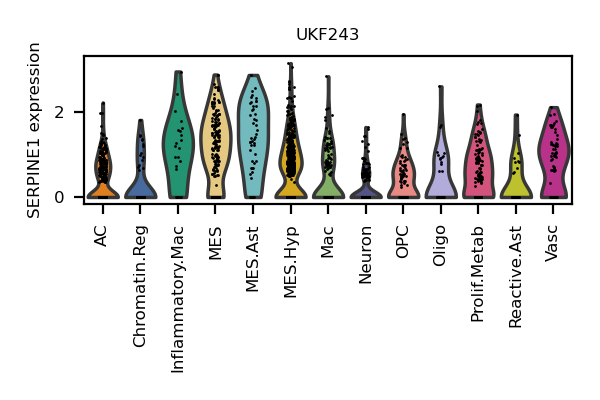 UKF243
SERPINE1 expression
2
0
AC
Chromatin.Reg
Inflammatory.Mac
MES
MES.Ast
MES.Hyp
Mac
Neuron
OPC
Oligo
Prolif.Metab
Reactive.Ast
Vasc